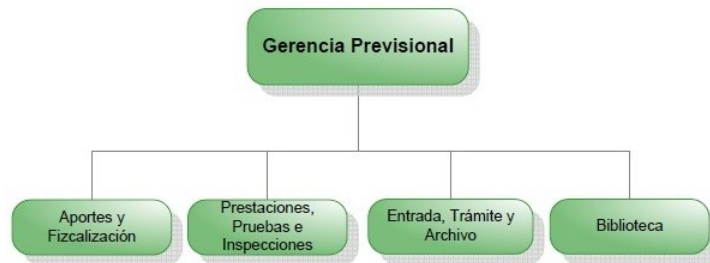 Gerencia Previsional
Aportes y
Fizcalización
Prestaciones,
Pruebas e
Inspecciones
Entrada, Trámite y
Archivo
Biblioteca